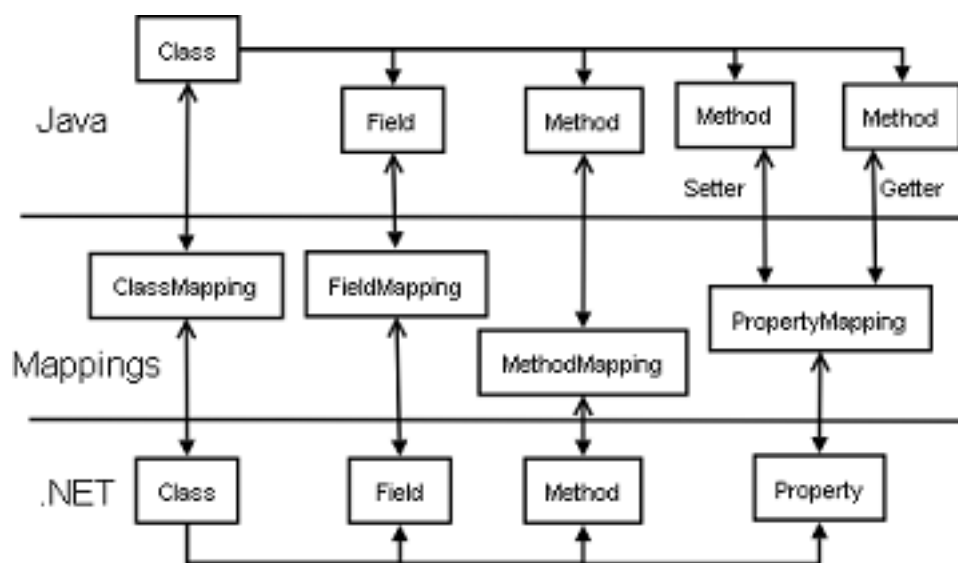 Class
Java
Field
Method
Method
Method
Setter
Getter
ClassMapping
FieldMapping
PropertyMapping
Mappings
MethodMapping
.NET
Class
Field
Method
Property